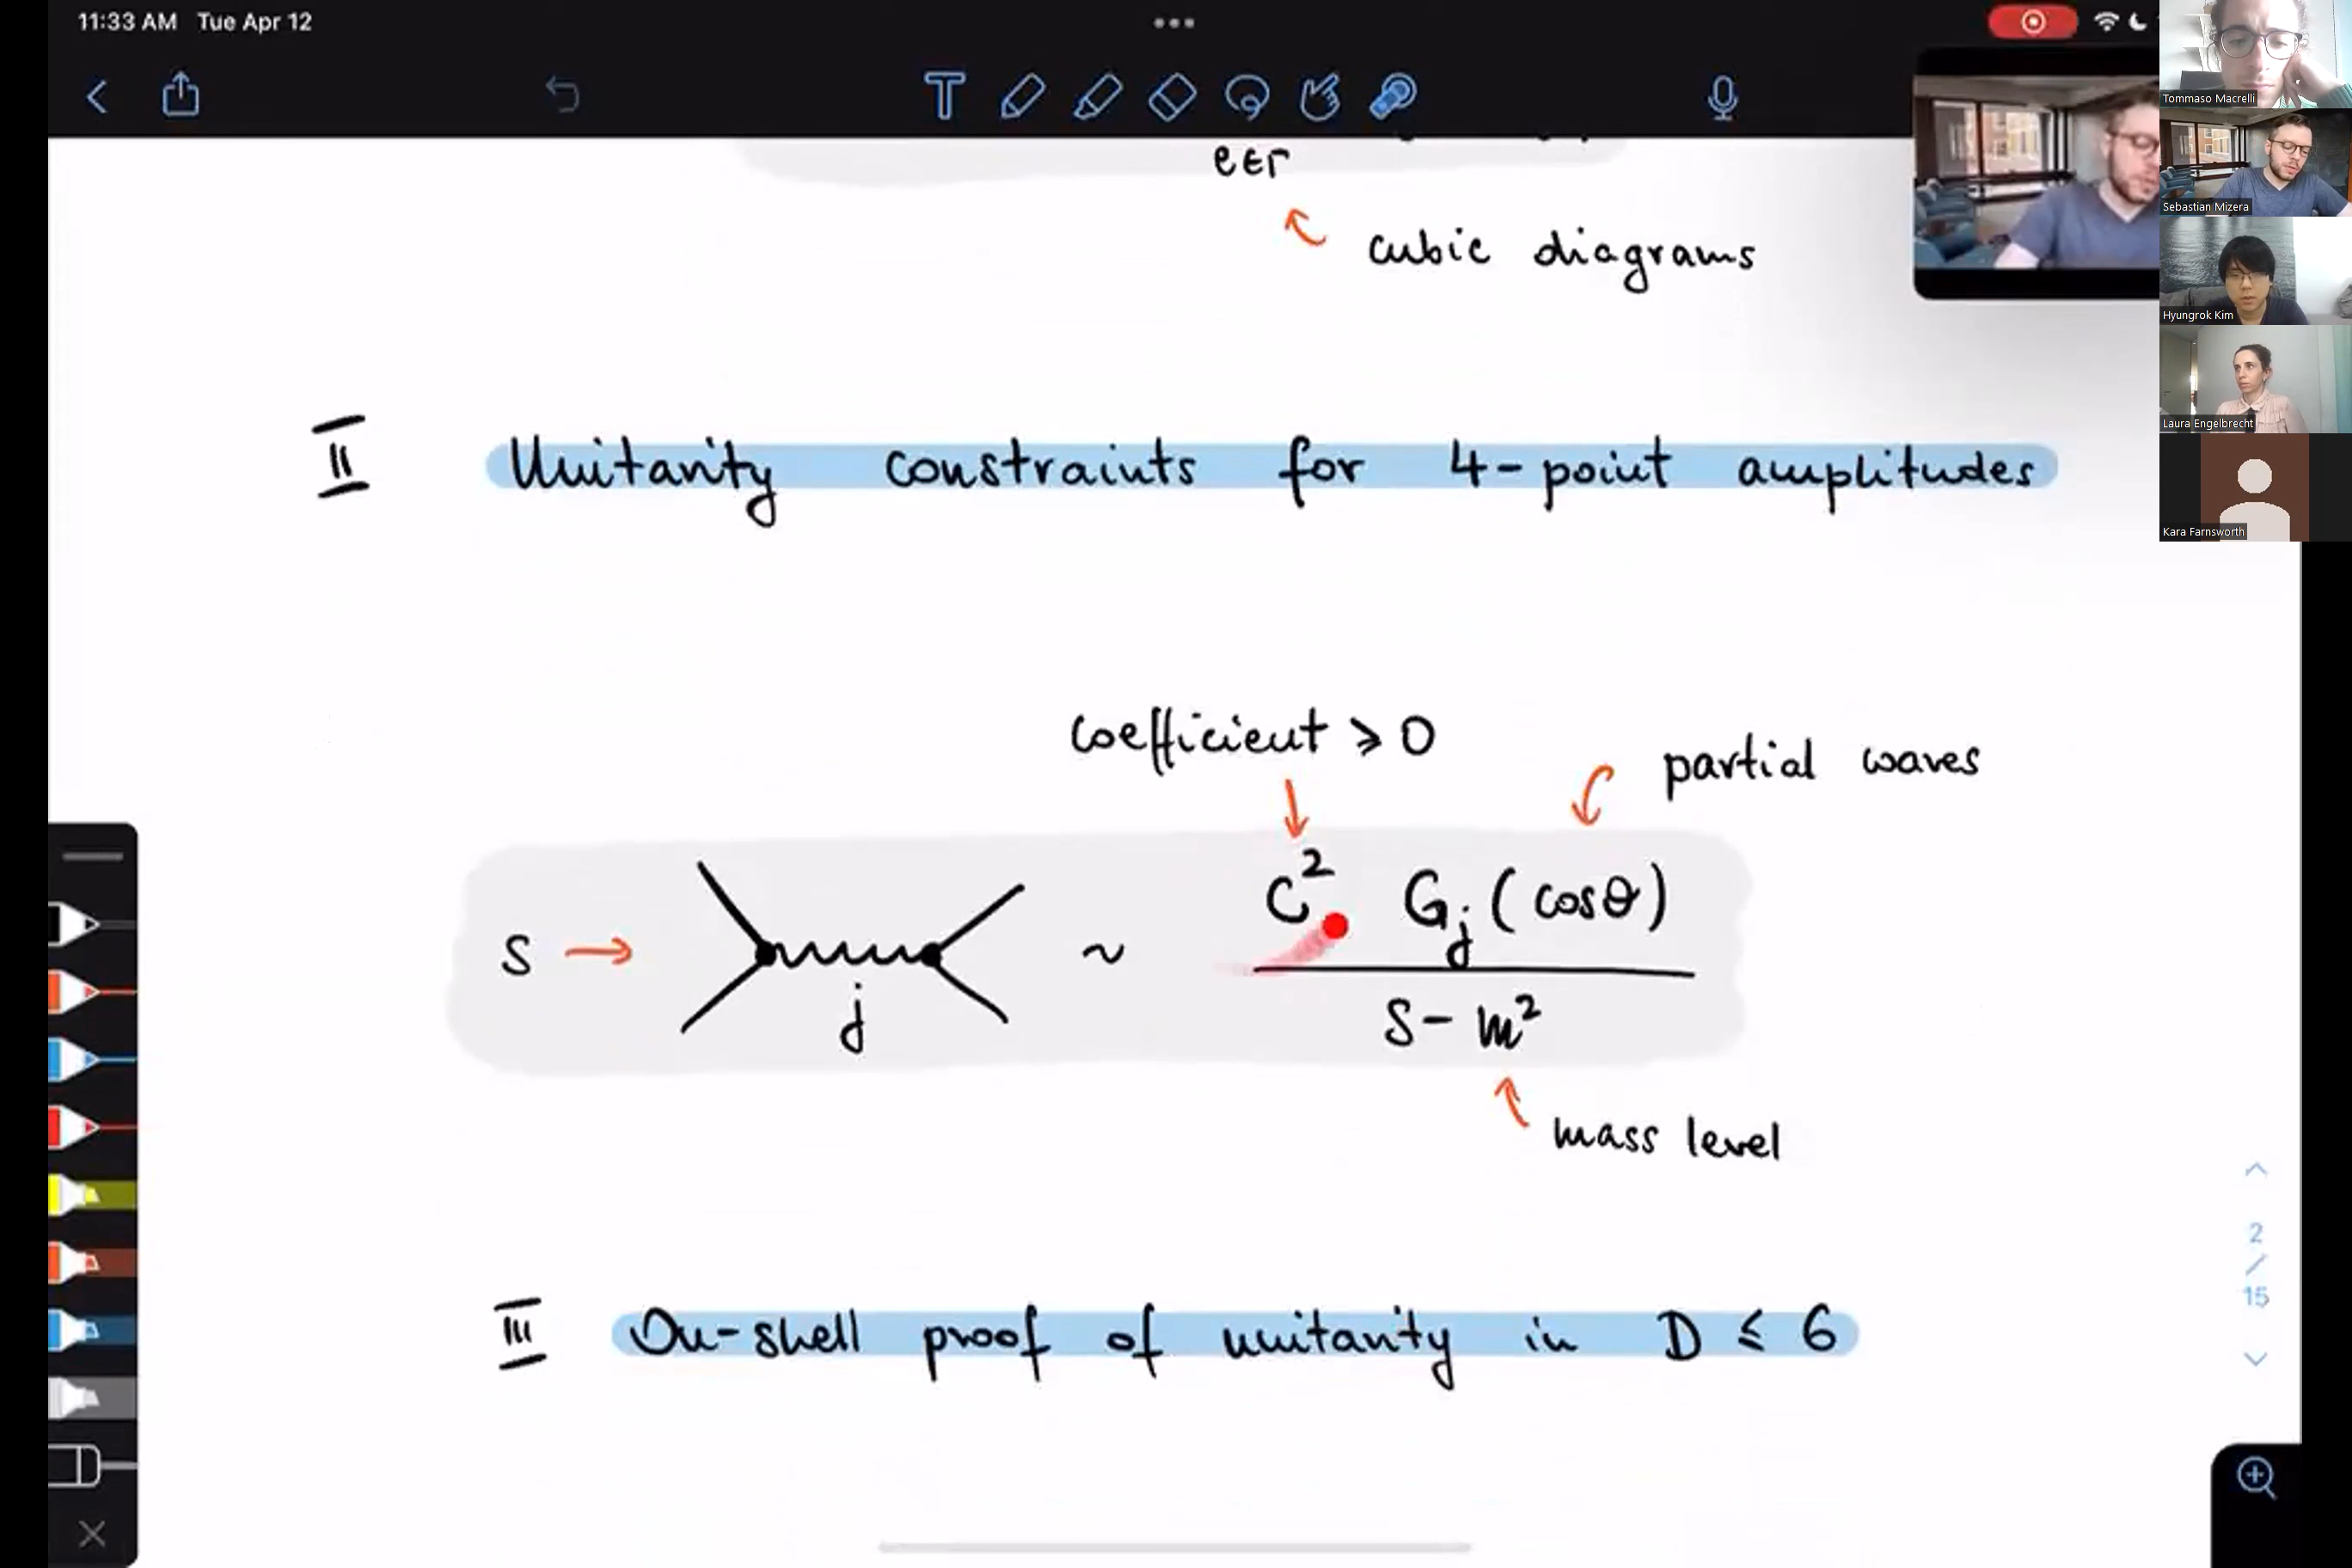 11:33 AM Tue Apr 12
Tommaso Macrelli
Sebastian Mizera
Hyungrok Kim
Laura Engelbrecht
Kara Farnsworth
e∈Γ
cubic diagrams
II Unitarity constraints for 4-point amplitudes
coefficient ⩾ 0
partial waves
S → j ~ C² Gj (cosθ)
S - m²
mass level
III On-shell proof of unitarity in D ≤ 6
2
/
15